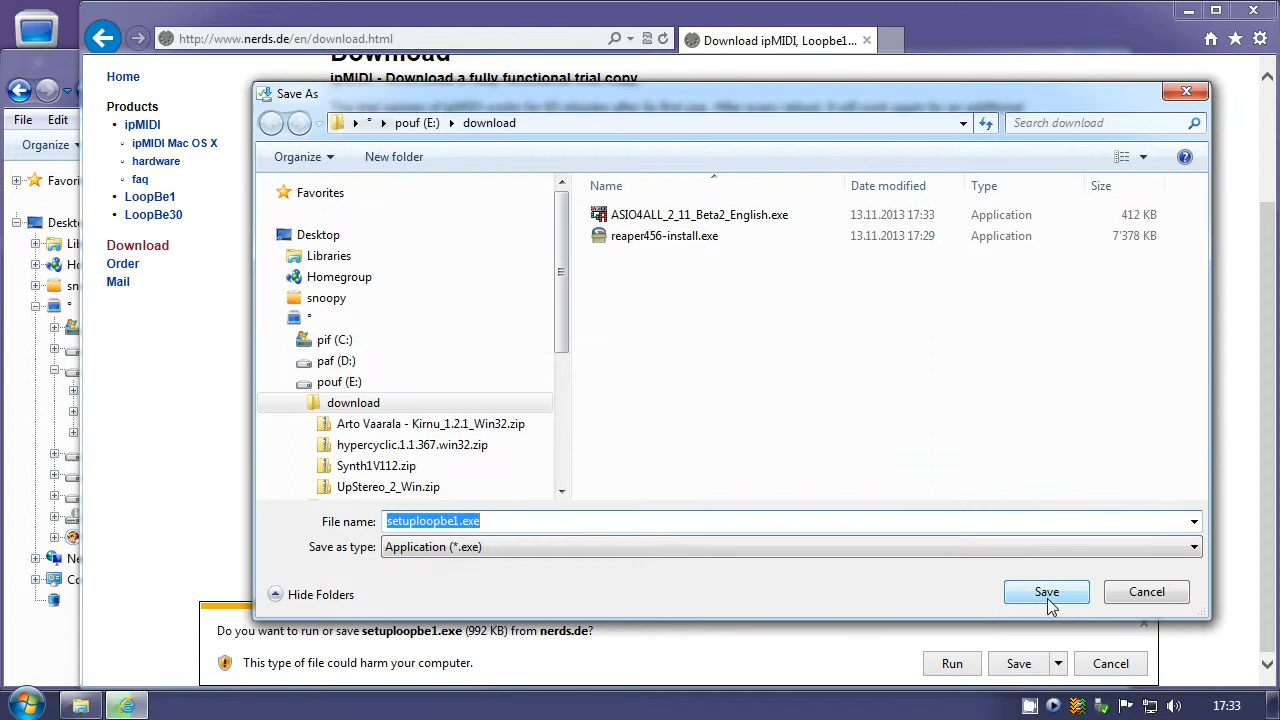 http://www.nerds.de/en/download.html
Download ipMIDI, Loopbe1...
Download
ipMIDI - Download a fully functional trial copy
Home
Products
ipMIDI
ipMIDI Mac OS X
hardware
faq
LoopBe1
LoopBe30
Download
Order
Mail
File Edit
Organize
Favori
Deskto
Lib
Ho
sno
°
Ne
Co
Save As
° pouf (E:) download
Search download
Organize New folder
Favorites
Desktop
Libraries
Homegroup
snoopy
°
pif (C:)
paf (D:)
pouf (E:)
download
Arto Vaarala - Kirnu_1.2.1_Win32.zip
hypercyclic.1.1.367.win32.zip
Synth1V112.zip
UpStereo_2_Win.zip
Name Date modified Type Size
ASIO4ALL_2_11_Beta2_English.exe 13.11.2013 17:33 Application 412 KB
reaper456-install.exe 13.11.2013 17:29 Application 7'378 KB
File name: setuploopbe1.exe
Save as type: Application (*.exe)
Hide Folders
Save Cancel
Do you want to run or save setuploopbe1.exe (992 KB) from nerds.de?
This type of file could harm your computer.
Run Save Cancel
17:33